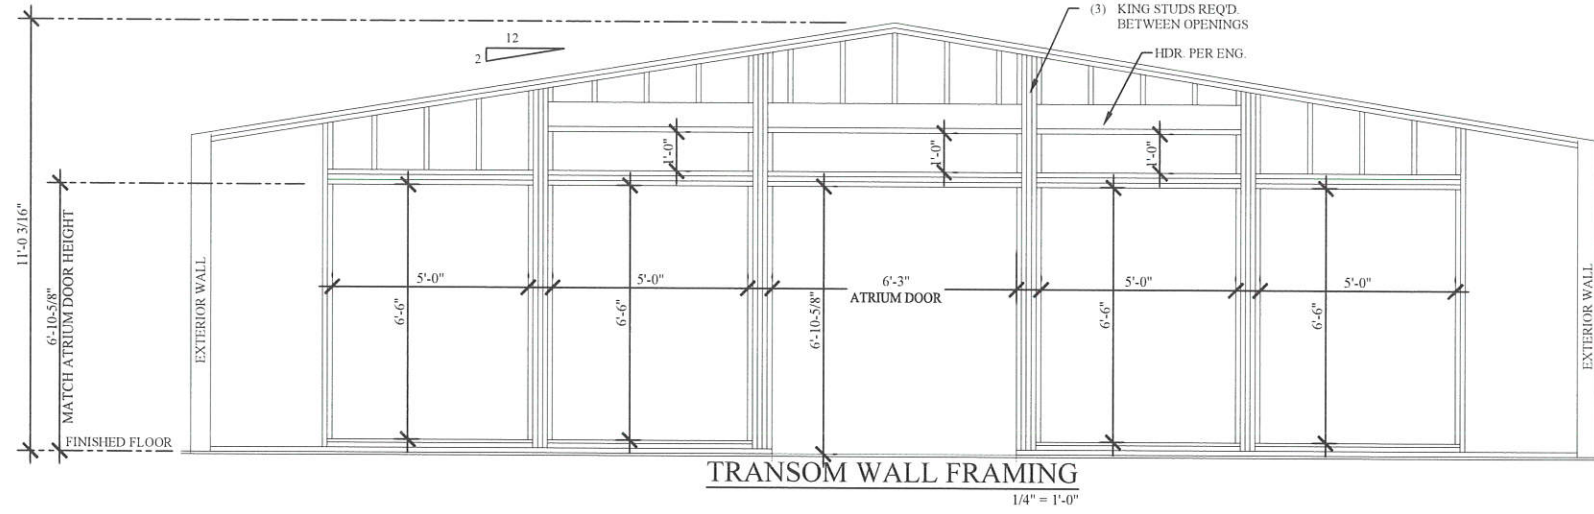 (3) KING STUDS REQ'D.
BETWEEN OPENINGS
HDR. PER ENG.
12
2
1'-0"
1'-0"
1'-0"
11'-0 3/16"
6'-10-5/8"
MATCH ATRIUM DOOR HEIGHT
EXTERIOR WALL
5'-0"
6'-6"
5'-0"
6'-6"
6'-3"
ATRIUM DOOR
6'-10-5/8"
5'-0"
6'-6"
5'-0"
6'-6"
EXTERIOR WALL
FINISHED FLOOR
TRANSOM WALL FRAMING
1/4" = 1'-0"